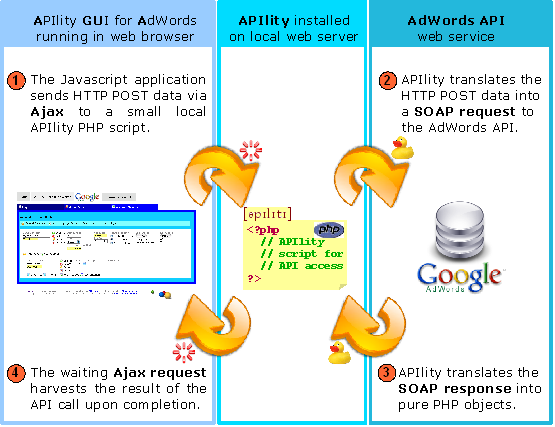 APIlity GUI for AdWords
running in web browser
APIlity installed
on local web server
AdWords API
web service
1 The Javascript application
sends HTTP POST data via
Ajax to a small local
APIlity PHP script.
2 APIlity translates the
HTTP POST data into
a SOAP request to
the AdWords API.
[əpılıtı]
<?php
php
// APIlity
// script for
// API access
?>
Google
Google™
AdWords
4 The waiting Ajax request
harvests the result of the
API call upon completion.
3 APIlity translates the
SOAP response into
pure PHP objects.